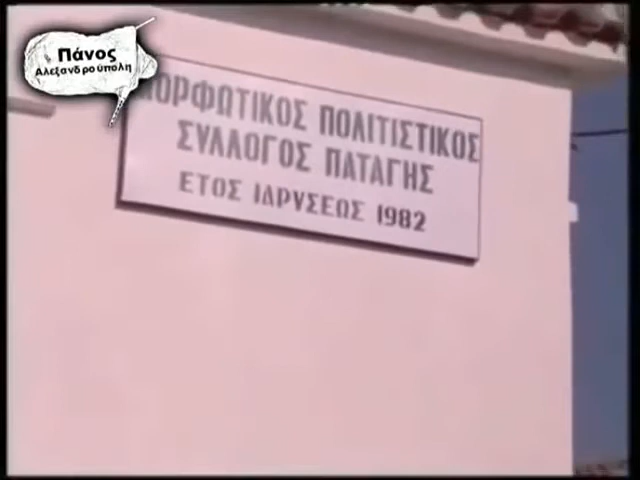 Πάνος
Αλεξανδρούπολη
ΜΟΡΦΩΤΙΚΟΣ ΠΟΛΙΤΙΣΤΙΚΟΣ
ΣΥΛΛΟΓΟΣ ΠΑΤΑΓΗΣ
ΕΤΟΣ ΙΔΡΥΣΕΩΣ 1982